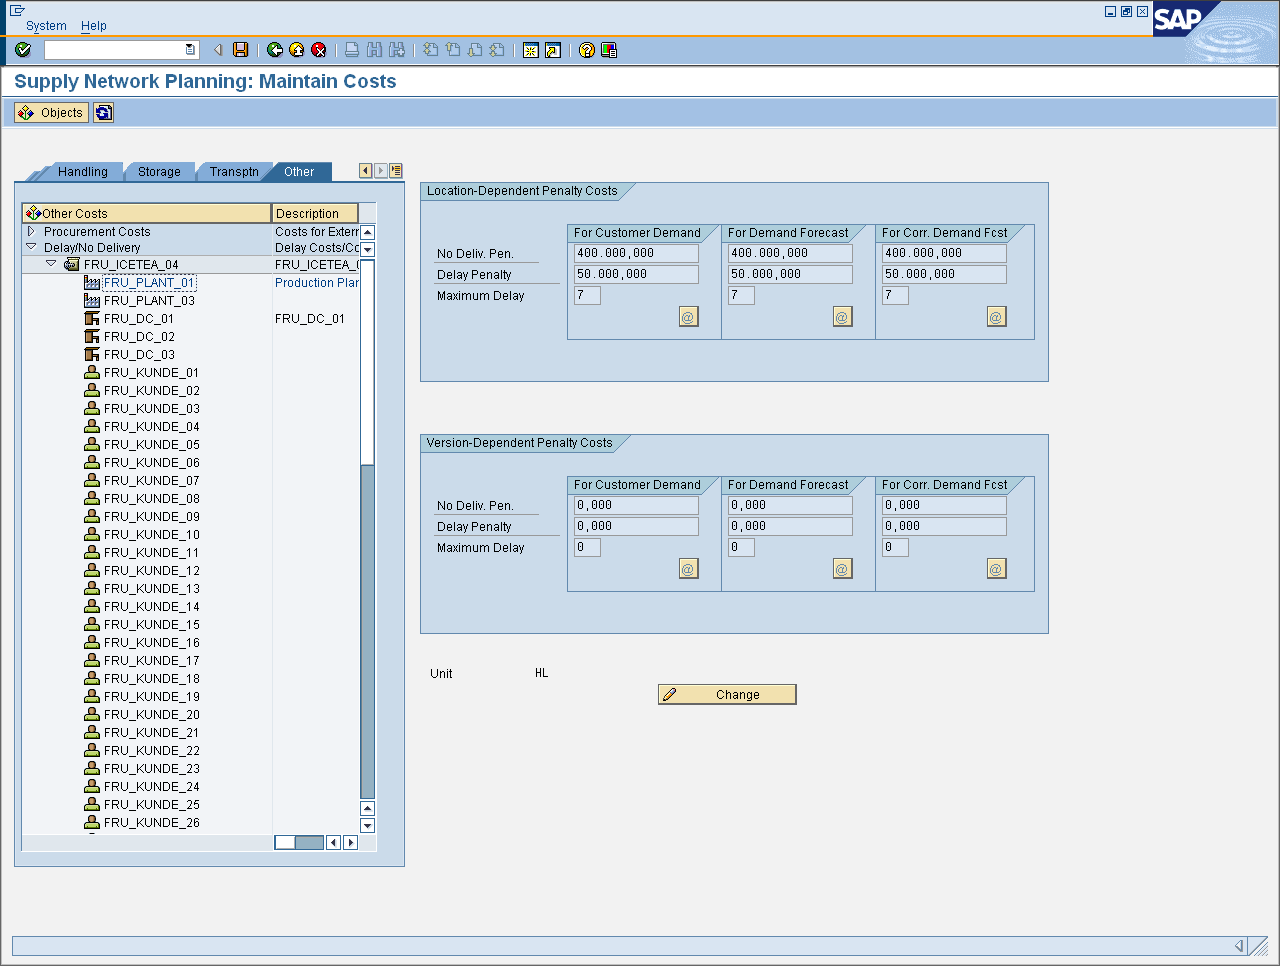 System Help
SAP
Supply Network Planning: Maintain Costs
Objects
Handling Storage Transptn Other
Other Costs Description
Procurement Costs Costs for Exterr
Delay/No Delivery Delay Costs/Co
FRU_ICETEA_04 FRU_ICETEA_0
FRU_PLANT_01 Production Plar
FRU_PLANT_03
FRU_DC_01 FRU_DC_01
FRU_DC_02
FRU_DC_03
FRU_KUNDE_01
FRU_KUNDE_02
FRU_KUNDE_03
FRU_KUNDE_04
FRU_KUNDE_05
FRU_KUNDE_06
FRU_KUNDE_07
FRU_KUNDE_08
FRU_KUNDE_09
FRU_KUNDE_10
FRU_KUNDE_11
FRU_KUNDE_12
FRU_KUNDE_13
FRU_KUNDE_14
FRU_KUNDE_15
FRU_KUNDE_16
FRU_KUNDE_17
FRU_KUNDE_18
FRU_KUNDE_19
FRU_KUNDE_20
FRU_KUNDE_21
FRU_KUNDE_22
FRU_KUNDE_23
FRU_KUNDE_24
FRU_KUNDE_25
FRU_KUNDE_26
Location-Dependent Penalty Costs
For Customer Demand For Demand Forecast For Corr. Demand Fcst
No Deliv. Pen. 400.000,000 400.000,000 400.000,000
Delay Penalty 50.000,000 50.000,000 50.000,000
Maximum Delay 7 7 7
@ @ @
Version-Dependent Penalty Costs
For Customer Demand For Demand Forecast For Corr. Demand Fcst
No Deliv. Pen. 0,000 0,000 0,000
Delay Penalty 0,000 0,000 0,000
Maximum Delay 0 0 0
@ @ @
Unit HL
Change